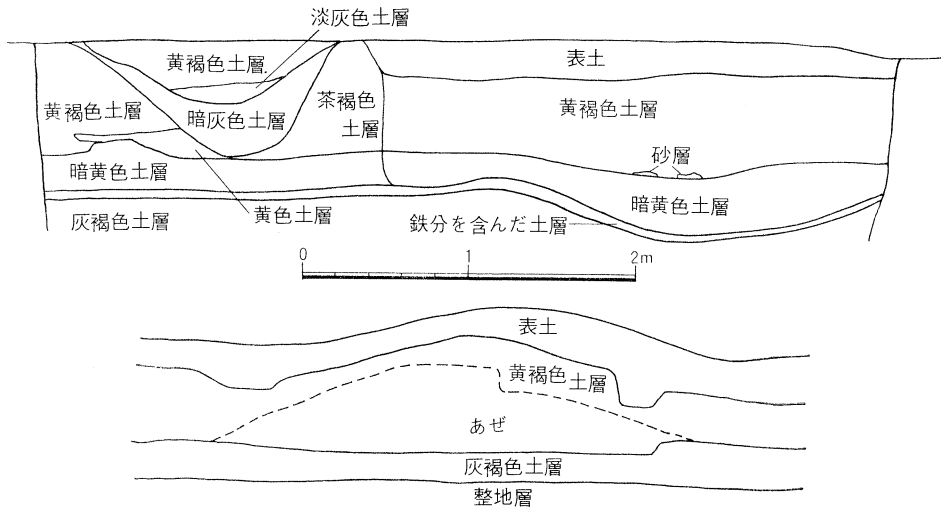 淡灰色土層
黄褐色土層
表土
黄褐色土層
暗灰色土層
茶褐色
土層
黄褐色土層
砂層
暗黄色土層
暗黄色土層
灰褐色土層
黄色土層
鉄分を含んだ土層
0
1
2m
表土
黄褐色
土層
あぜ
灰褐色土層
整地層